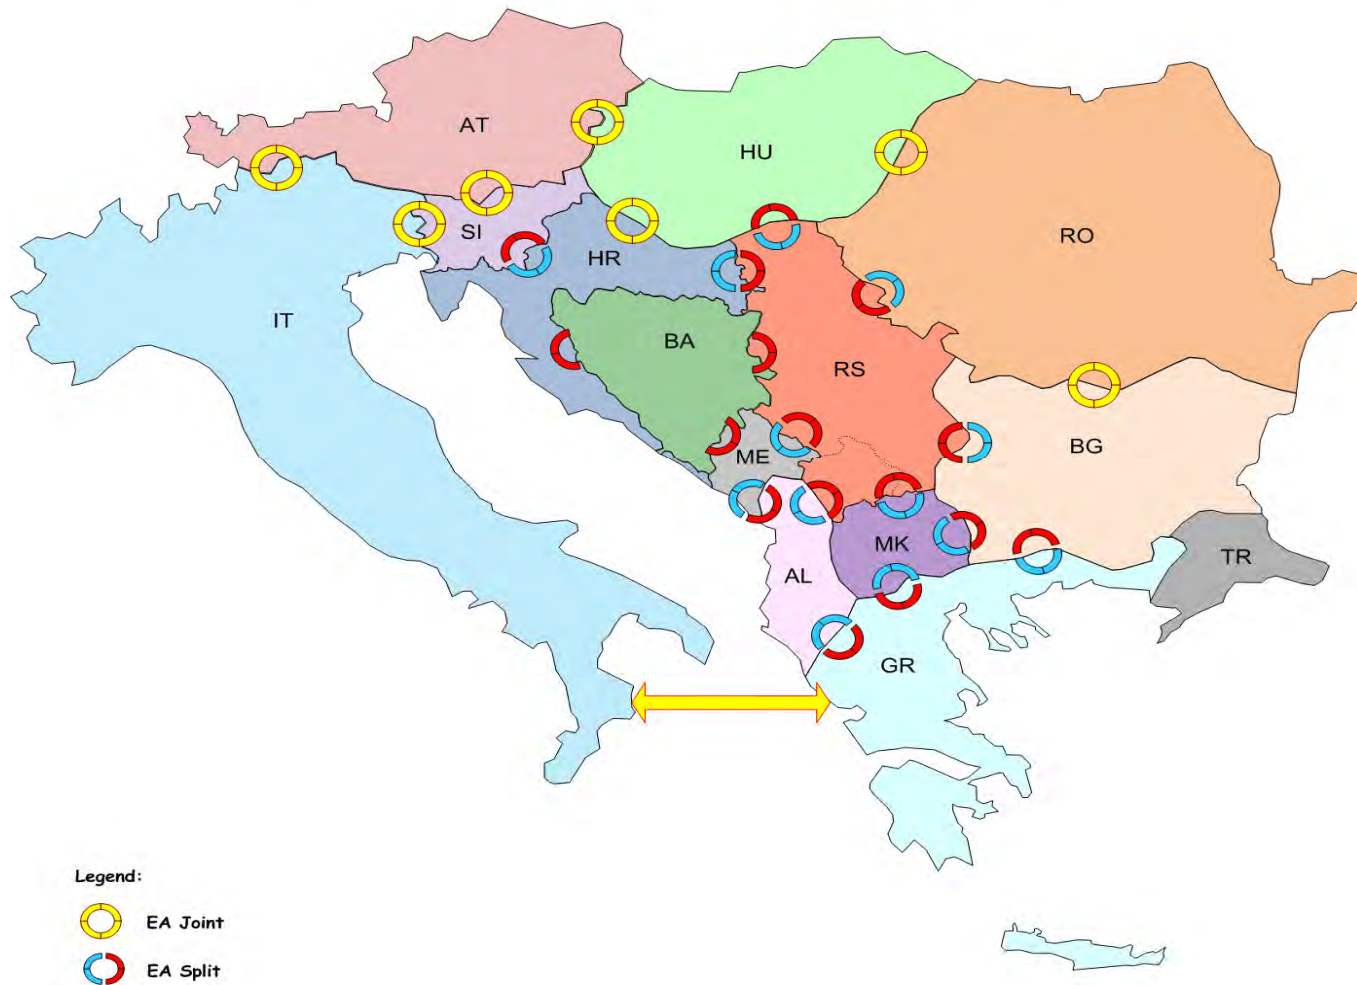 AT
HU
SI
HR
RO
IT
BA
RS
ME
BG
MK
AL
TR
GR
Legend:
EA Joint
EA Split